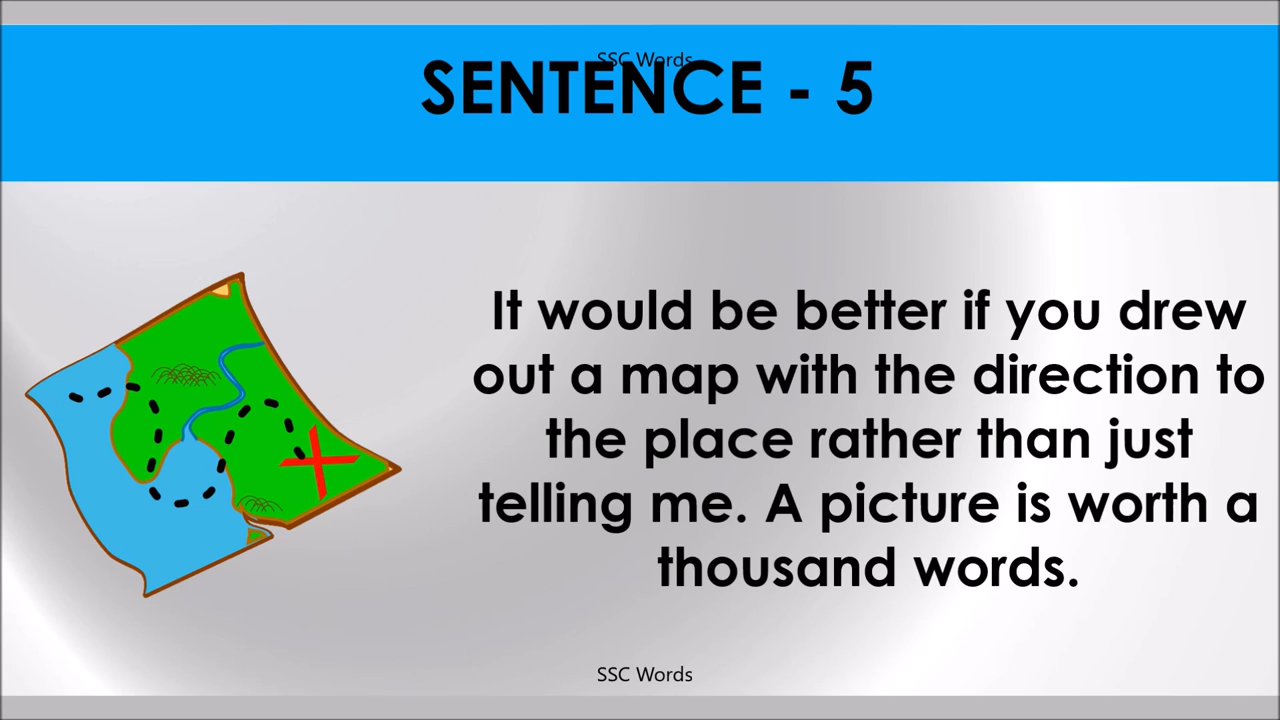 SSC Words
SENTENCE - 5
It would be better if you drew
out a map with the direction to
the place rather than just
telling me. A picture is worth a
thousand words.
SSC Words